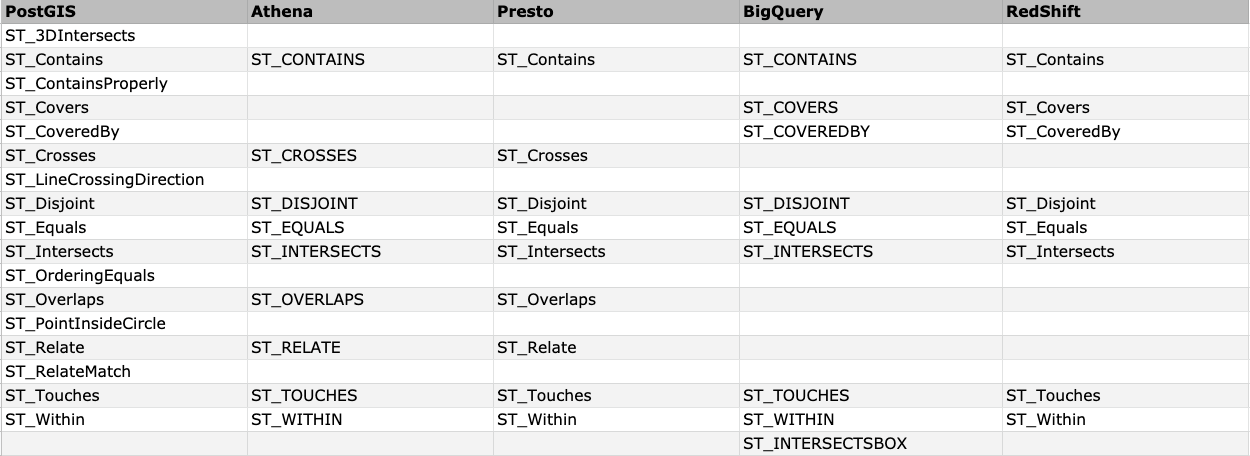 PostGIS Athena Presto BigQuery RedShift
ST_3DIntersects
ST_Contains ST_CONTAINS ST_Contains ST_CONTAINS ST_Contains
ST_ContainsProperly
ST_Covers ST_COVERS ST_Covers
ST_CoveredBy ST_COVEREDBY ST_CoveredBy
ST_Crosses ST_CROSSES ST_Crosses
ST_LineCrossingDirection
ST_Disjoint ST_DISJOINT ST_Disjoint ST_DISJOINT ST_Disjoint
ST_Equals ST_EQUALS ST_Equals ST_EQUALS ST_Equals
ST_Intersects ST_INTERSECTS ST_Intersects ST_INTERSECTS ST_Intersects
ST_OrderingEquals
ST_Overlaps ST_OVERLAPS ST_Overlaps
ST_PointInsideCircle
ST_Relate ST_RELATE ST_Relate
ST_RelateMatch
ST_Touches ST_TOUCHES ST_Touches ST_TOUCHES ST_Touches
ST_Within ST_WITHIN ST_Within ST_WITHIN ST_Within
ST_INTERSECTSBOX